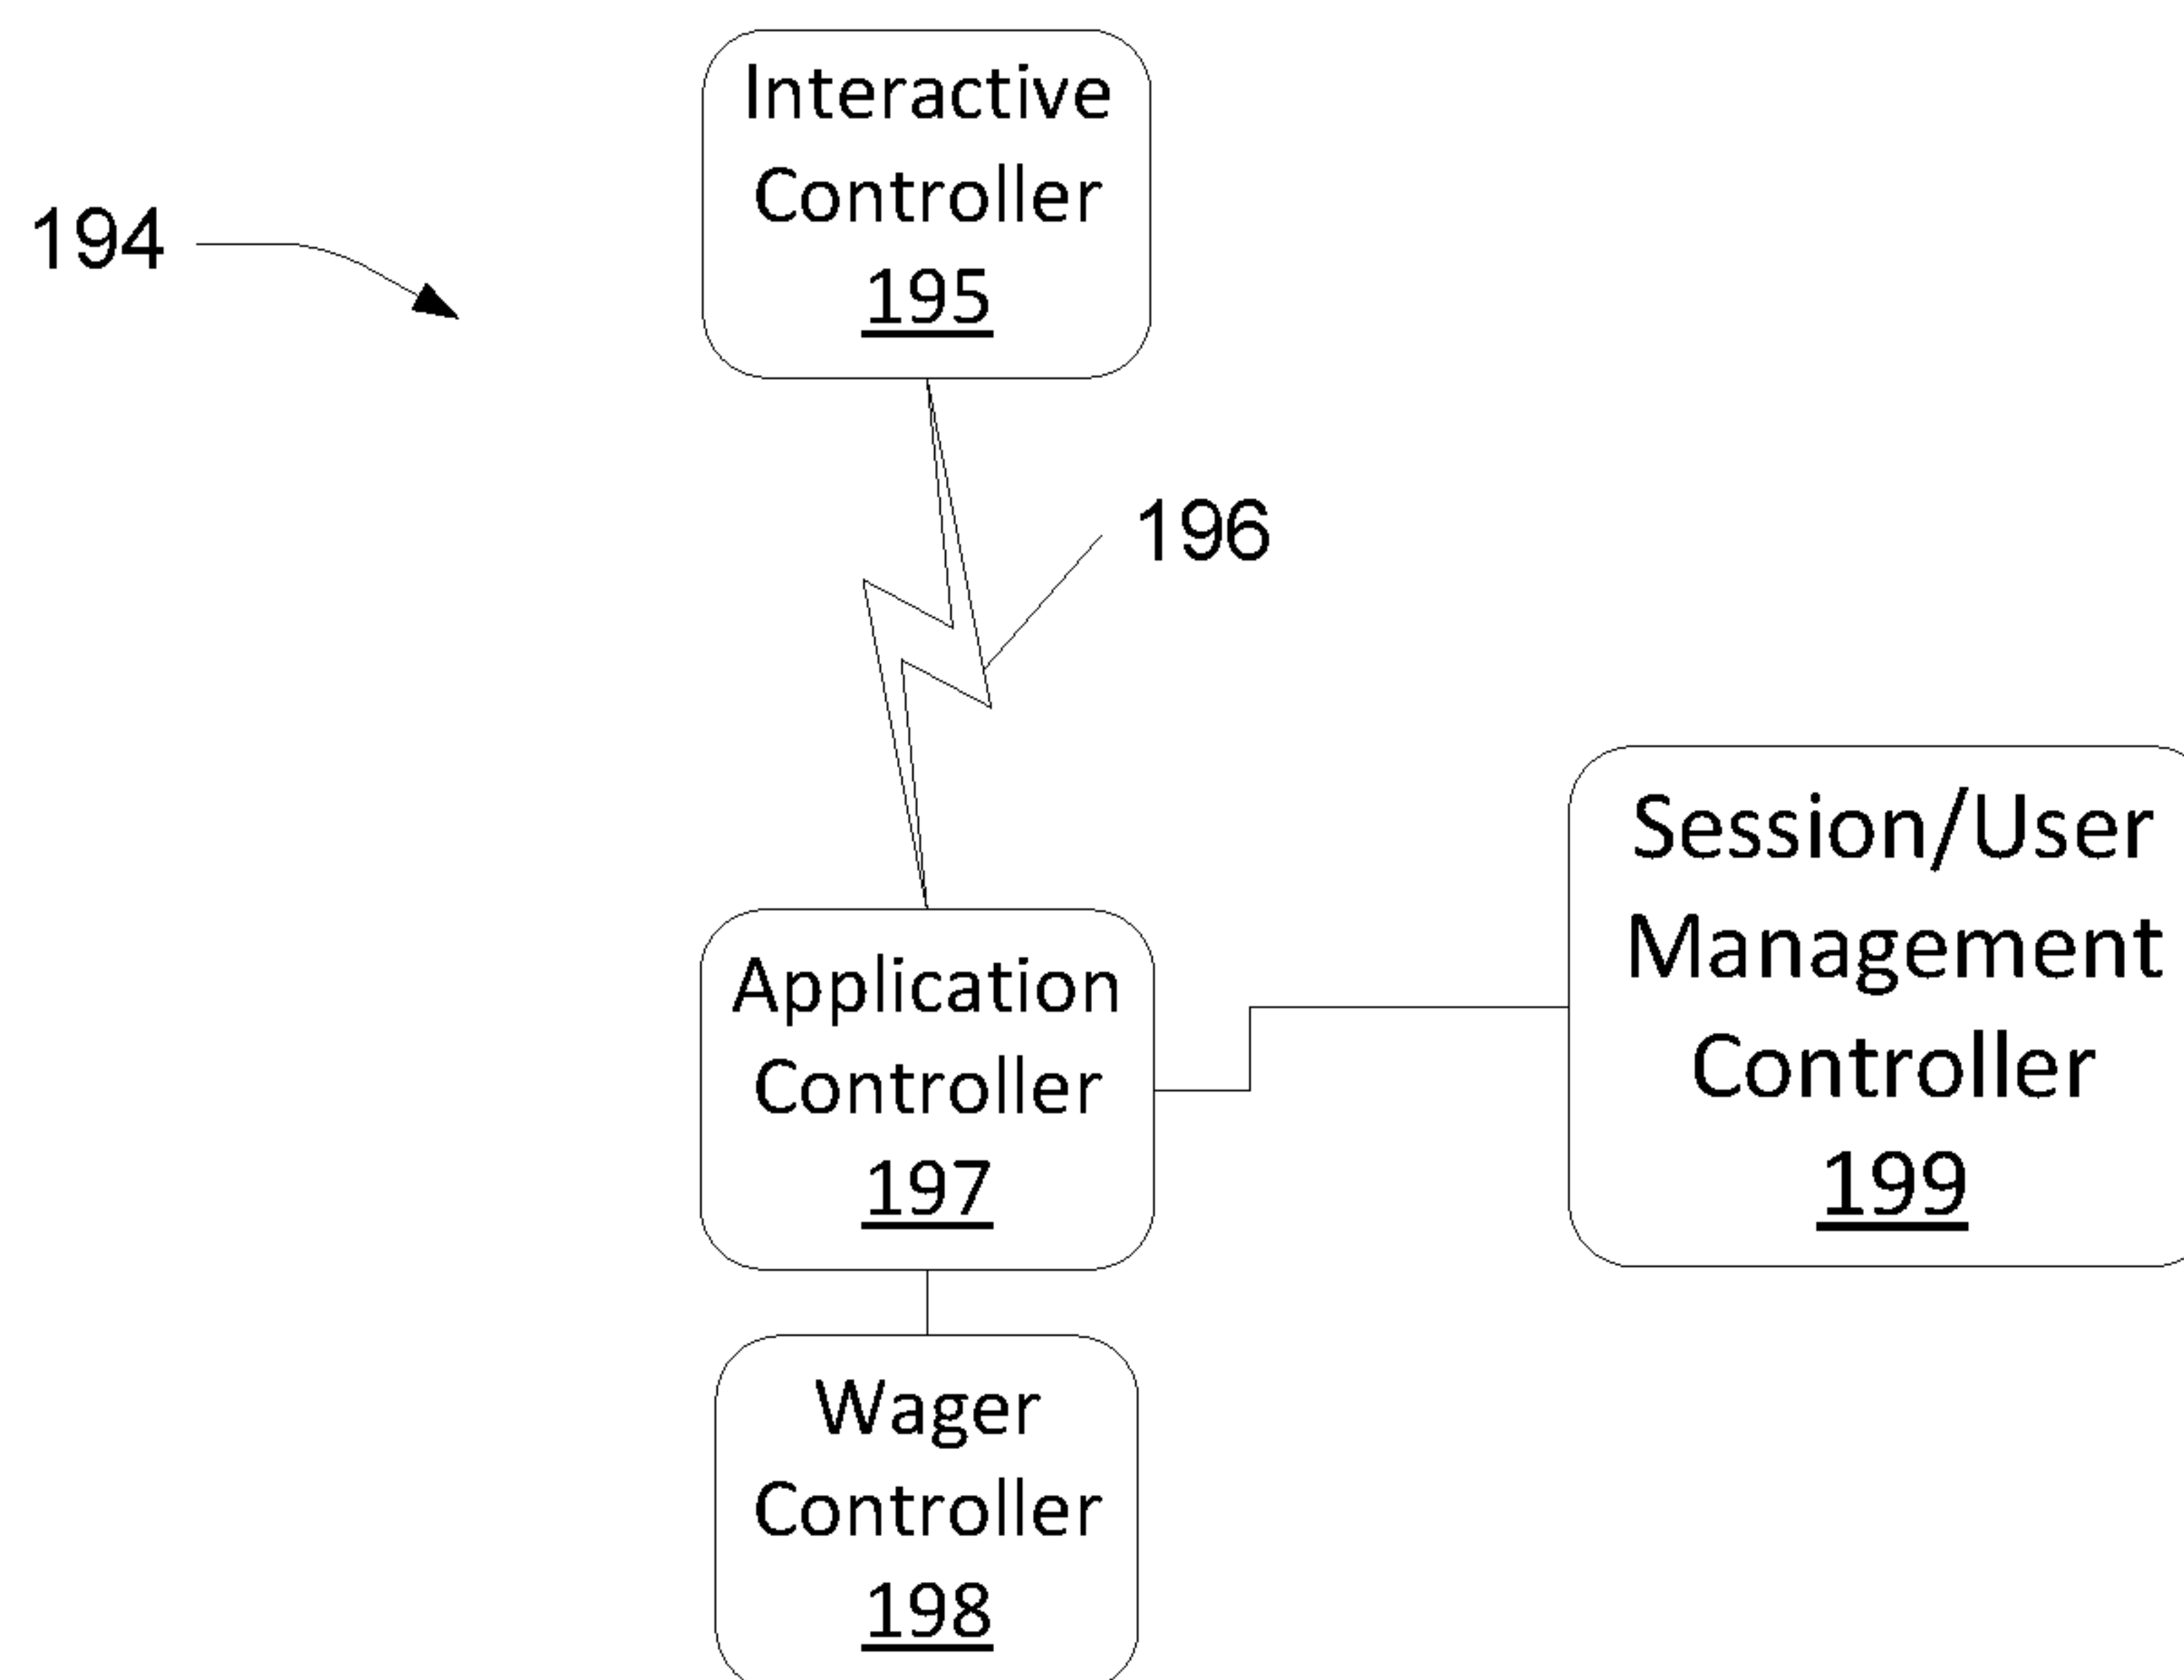 Interactive
Controller
195
194
196
Application
Controller
197
Session/User
Management
Controller
199
Wager
Controller
198